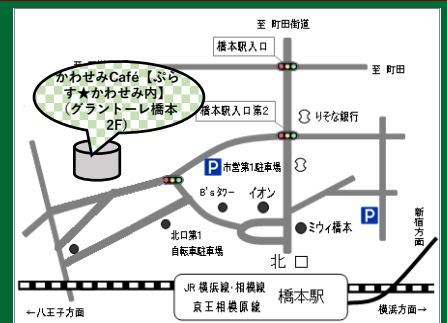 至 町田街道
橋本駅入口
至 町田
かわせみCafé【ぷら
す★かわせみ内】
(グラントーレ橋本
2F)
橋本駅入口第2
りそな銀行
P 市営第1駐車場
B'sタワー
イオン
P
北口第1
自転車駐車場
ミウィ橋本
新宿方面
北 口
JR 横浜線・相模線
京王相模原線
橋本駅
←八王子方面
横浜方面→